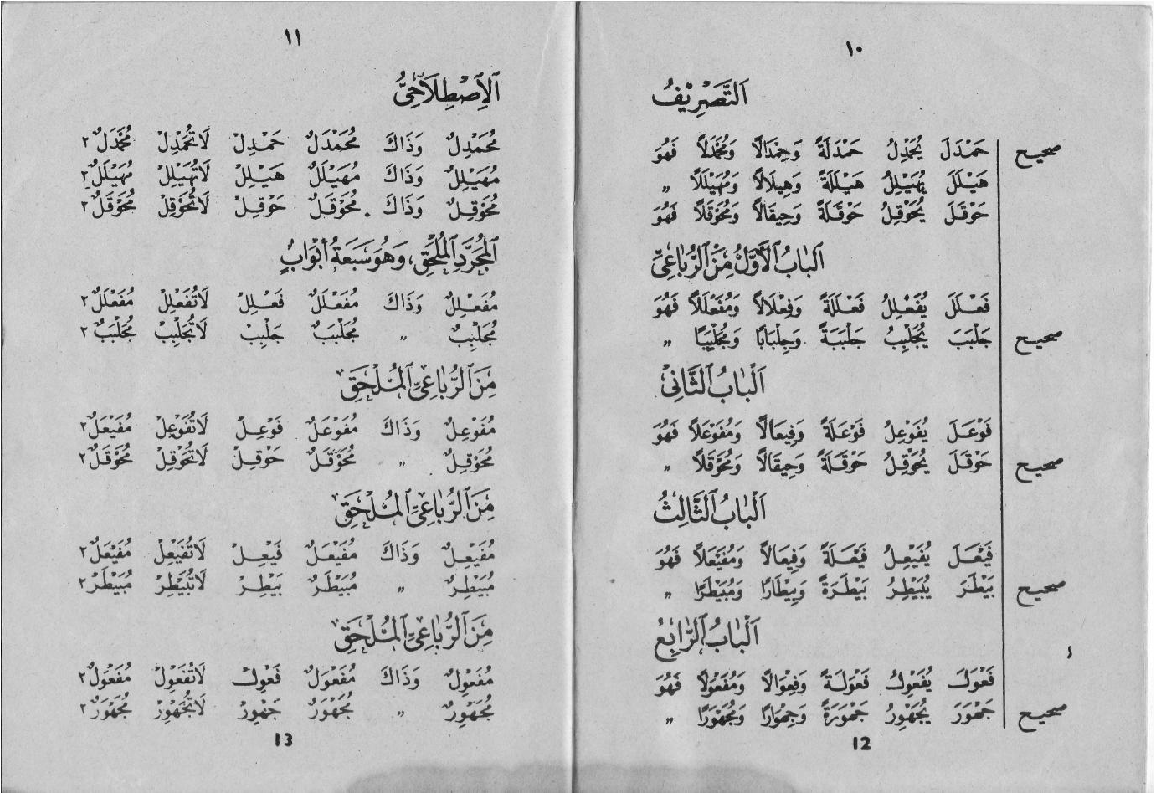 ١٠
اَلتَّصْرِيْفُ
صحيح حَمْدَلَ يُحَمْدِلُ حَمْدَلَةً وَحِمْدَالًا وَمُحَمْدَلًا فَهُوَ
هَيْلَلَ يُهَيْلِلُ هَيْلَلَةً وَهِيلَالًا وَمُهَيْلَلًا »
حَوْقَلَ يُحَوْقِلُ حَوْقَلَةً وَحِيقَالًا وَمُحَوْقَلًا فَهُوَ
اَلْبَابُ الْأَوَّلُ مِنَ الرُّبَاعِيِّ
فَعْلَلَ يُفَعْلِلُ فَعْلَلَةً وَفِعْلَالًا وَمُفَعْلَلًا فَهُوَ
صحيح جَلْبَبَ يُجَلْبِبُ جَلْبَبَةً وَجِلْبَابًا وَمُجَلْبَبًا »
اَلْبَابُ الثَّانِيْ
فَوْعَلَ يُفَوْعِلُ فَوْعَلَةً وَفِيعَالًا وَمُفَوْعَلًا فَهُوَ
صحيح حَوْقَلَ يُحَوْقِلُ حَوْقَلَةً وَحِيقَالًا وَمُحَوْقَلًا »
اَلْبَابُ الثَّالِثُ
فَيْعَلَ يُفَيْعِلُ فَيْعَلَةً وَفِيعَالًا وَمُفَيْعَلًا فَهُوَ
صحيح بَيْطَرَ يُبَيْطِرُ بَيْطَرَةً وَبِيْطَارًا وَمُبَيْطَرًا »
اَلْبَابُ الرَّابِعُ
فَعْوَلَ يُفَعْوِلُ فَعْوَلَةً وَفِعْوَالًا وَمُفَعْوَلًا فَهُوَ
صحيح جَهْوَرَ يُجَهْوِرُ جَهْوَرَةً وَجِهْوَارًا وَمُجَهْوَرًا »
12
١١
اَلْإِصْطِلَاحِيُّ
مُحَمْدِلٌ وَذَاكَ مُحَمْدَلٌ حَمْدِلْ لَاتُحَمْدِلْ مُحَمْدَلٌ ٢
مُهَيْلِلٌ وَذَاكَ مُهَيْلَلٌ هَيْلِلْ لَاتُهَيْلِلْ مُهَيْلَلٌ ٢
مُحَوْقِلٌ وَذَاكَ مُحَوْقَلٌ حَوْقِلْ لَاتُحَوْقِلْ مُحَوْقَلٌ ٢
اَلْمُجَرَّدِ الْمُلْحَقِ، وَهُوَ سَبْعَةُ أَبْوَابٍ
مُفَعْلِلٌ وَذَاكَ مُفَعْلَلٌ فَعْلِلْ لَاتُفَعْلِلْ مُفَعْلَلٌ ٢
مُجَلْبِبٌ » مُجَلْبَبٌ جَلْبِبْ لَاتُجَلْبِبْ مُجَلْبَبٌ ٢
مِنَ الرُّبَاعِيِّ الْمُلْحَقِ
مُفَوْعِلٌ وَذَاكَ مُفَوْعَلٌ فَوْعِلْ لَاتُفَوْعِلْ مُفَيْعَلٌ ٢
مُحَوْقِلٌ » مُحَوْقَلٌ حَوْقِلْ لَاتُحَوْقِلْ مُحَوْقَلٌ ٢
مِنَ الرُّبَاعِيِّ الْمُلْحَقِ
مُفَيْعِلٌ وَذَاكَ مُفَيْعَلٌ فَيْعِلْ لَاتُفَيْعِلْ مُفَيْعَلٌ ٢
مُبَيْطِرٌ » مُبَيْطَرٌ بَيْطِرْ لَاتُبَيْطِرْ مُبَيْطَرٌ ٢
مِنَ الرُّبَاعِيِّ الْمُلْحَقِ
مُفَعْوِلٌ وَذَاكَ مُفَعْوَلٌ فَعْوِلْ لَاتُفَعْوِلْ مُفَعْوَلٌ ٢
مُجَهْوِرٌ » مُجَهْوَرٌ جَهْوِرْ لَاتُجَهْوِرْ مُجَهْوَرٌ ٢
13